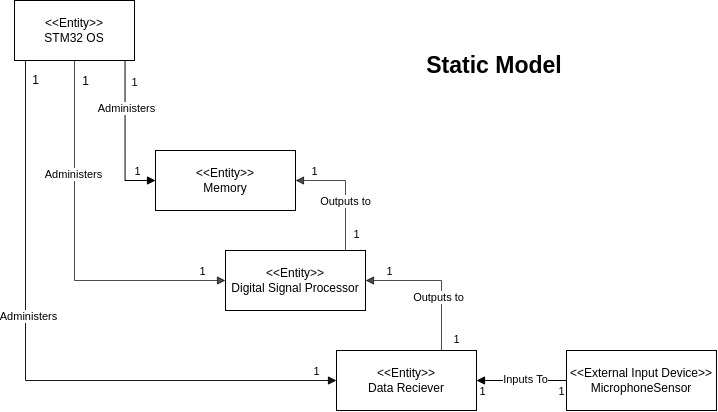 <<Entity>>
STM32 OS
Static Model
1
1
1
Administers
Administers
1
<<Entity>>
Memory
1
Outputs to
1
1
<<Entity>>
Digital Signal Processor
1
Outputs to
Administers
1
1
<<Entity>>
Data Reciever
Inputs To
1
1
<<External Input Device>>
MicrophoneSensor